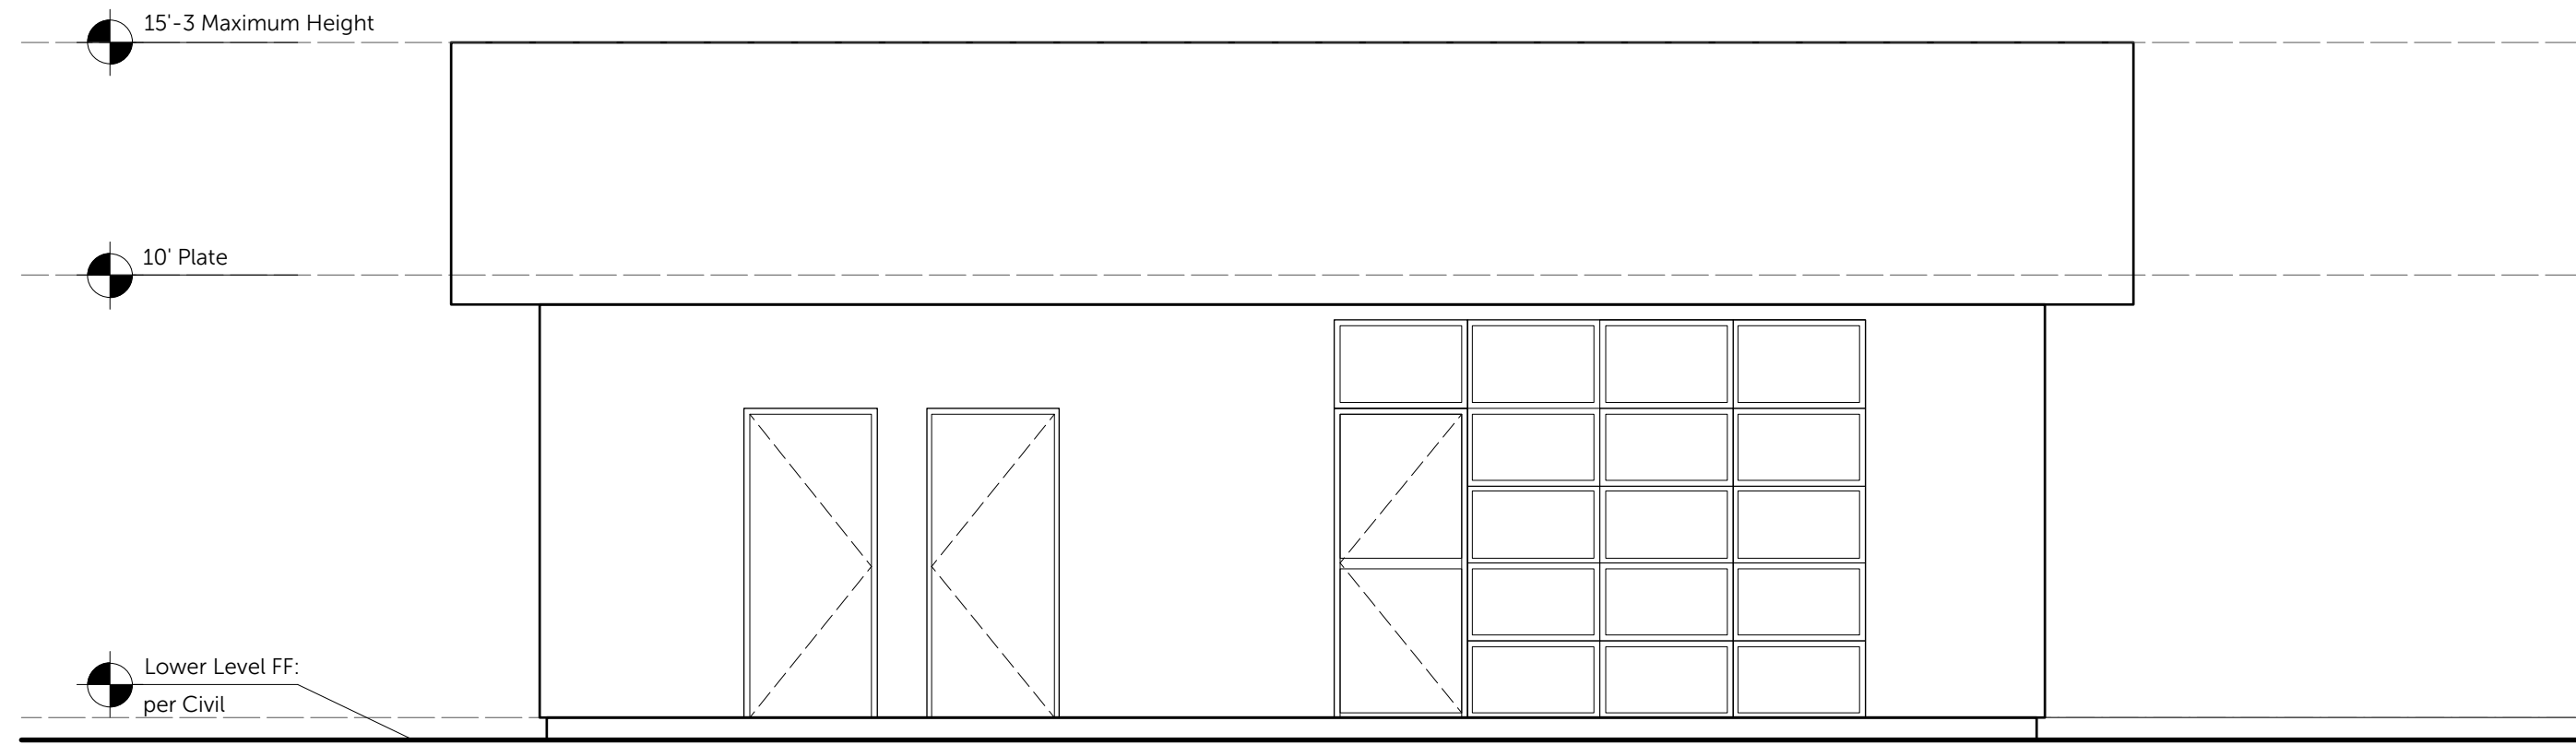 15'-3 Maximum Height
10' Plate
Lower Level FF:
per Civil